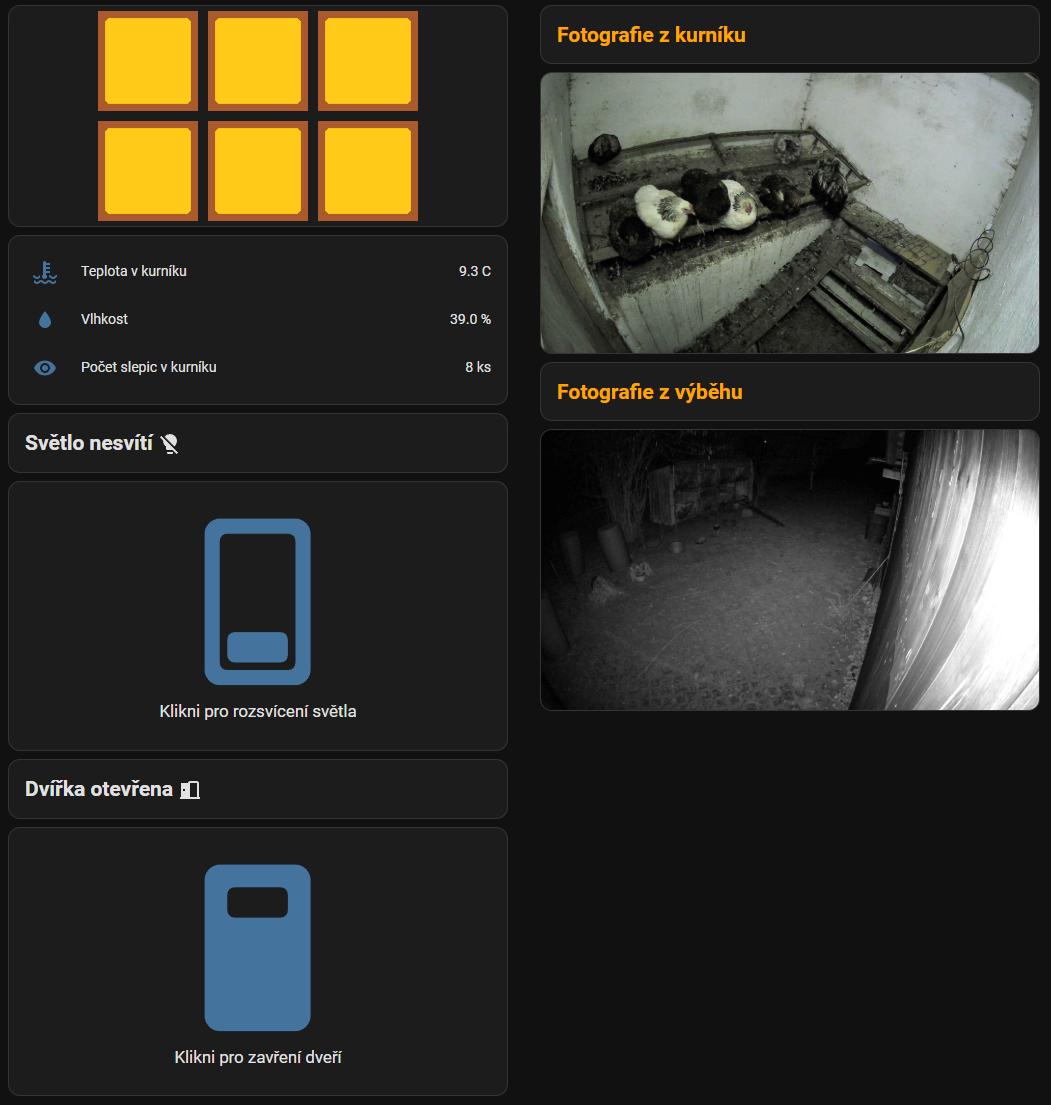 Teplota v kurníku 9.3 C
Vlhkost 39.0 %
Počet slepic v kurníku 8 ks
Světlo nesvítí
Klikni pro rozsvícení světla
Dvířka otevřena
Klikni pro zavření dveří
Fotografie z kurníku
Fotografie z výběhu